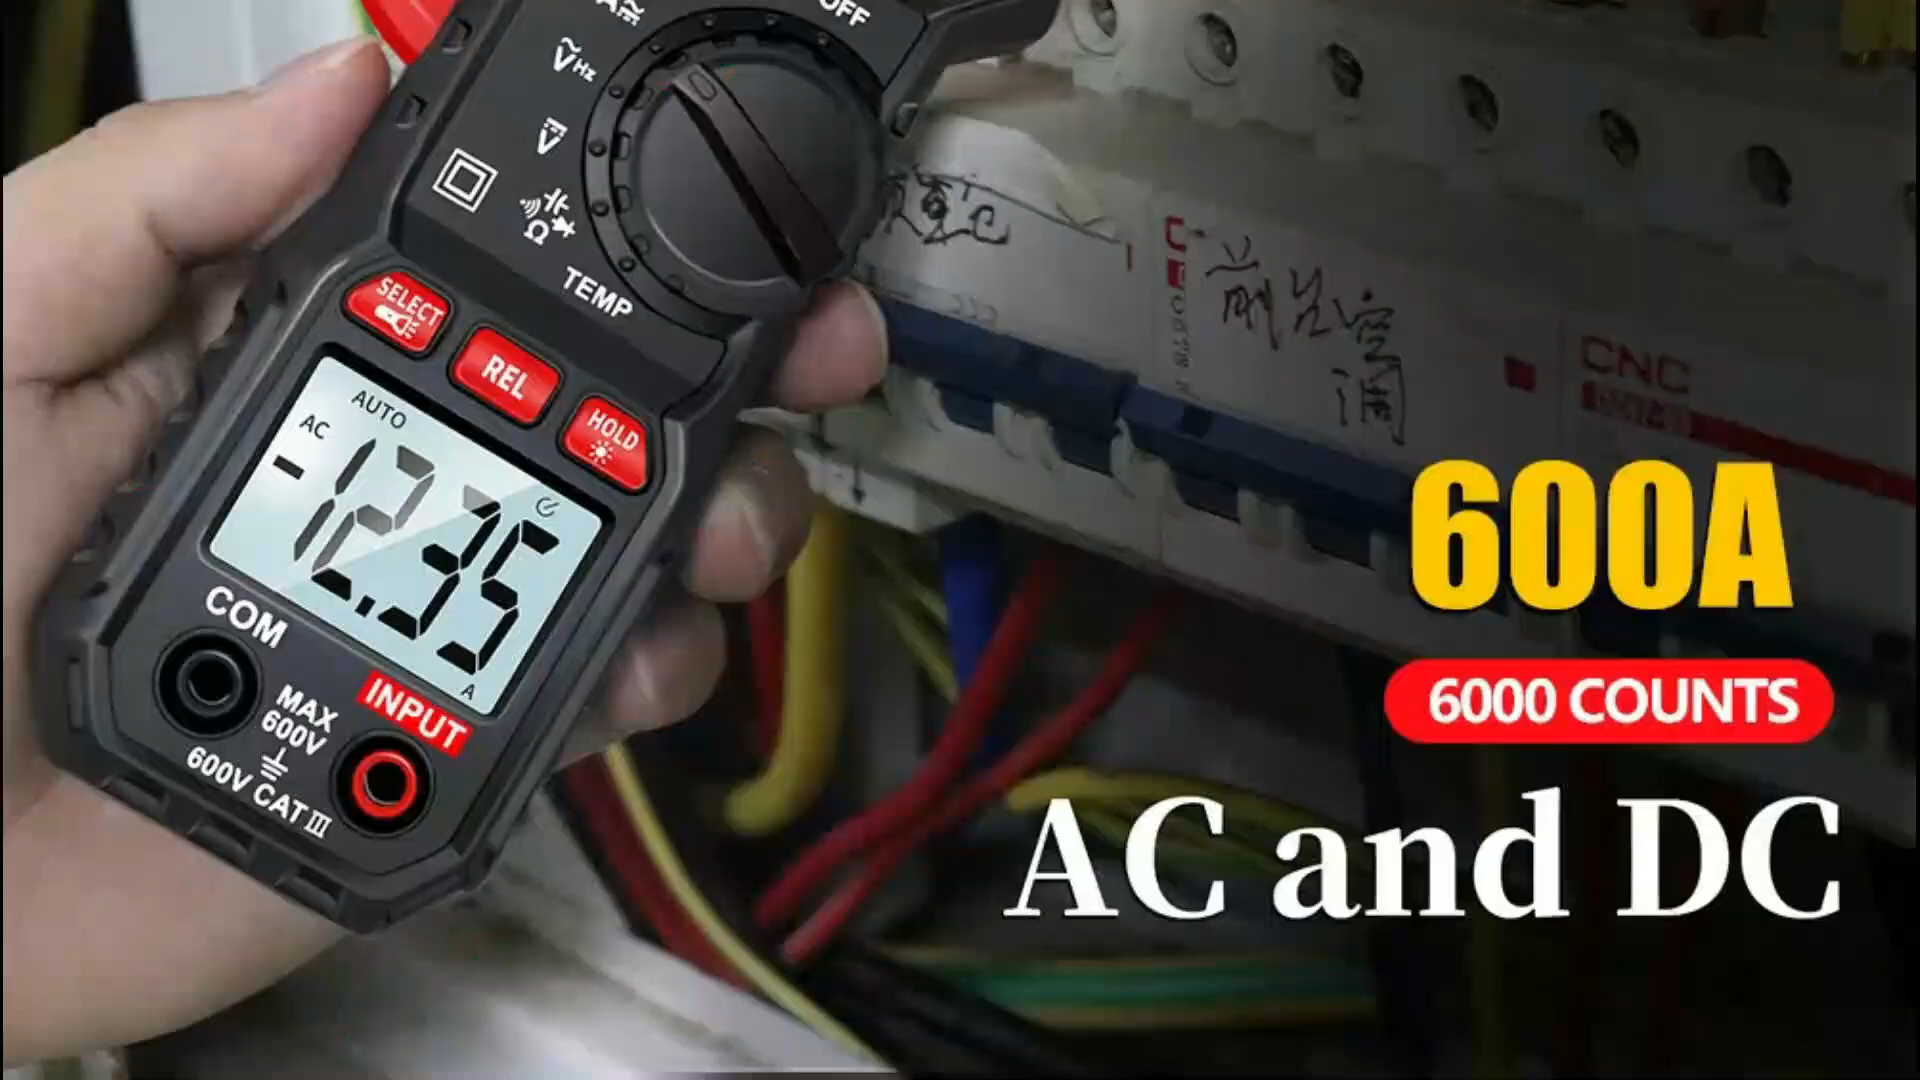 OFF
A
ṼHz
V
Ω
TEMP
SELECT
REL
HOLD
AUTO
AC
-12.35
A
COM
INPUT
MAX
600V
600V CAT III
CNC
600A
6000 COUNTS
AC and DC